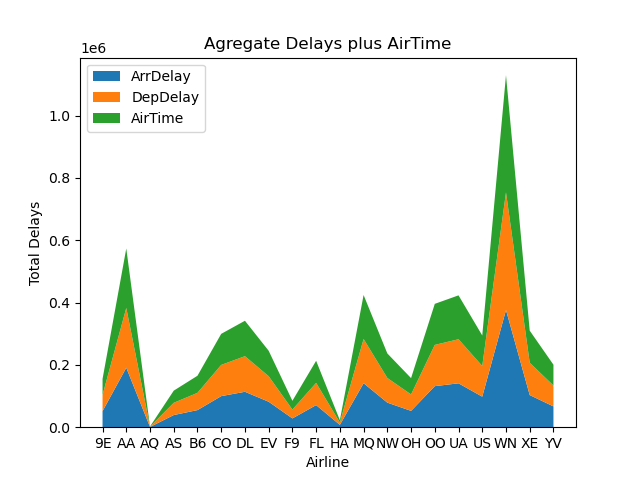 Agregate Delays plus AirTime
1e6
ArrDelay
DepDelay
AirTime
1.0
0.8
0.6
0.4
0.2
0.0
Total Delays
9E AA AQ AS B6 CO DL EV F9 FL HA MQ NW OH OO UA US WN XE YV
Airline